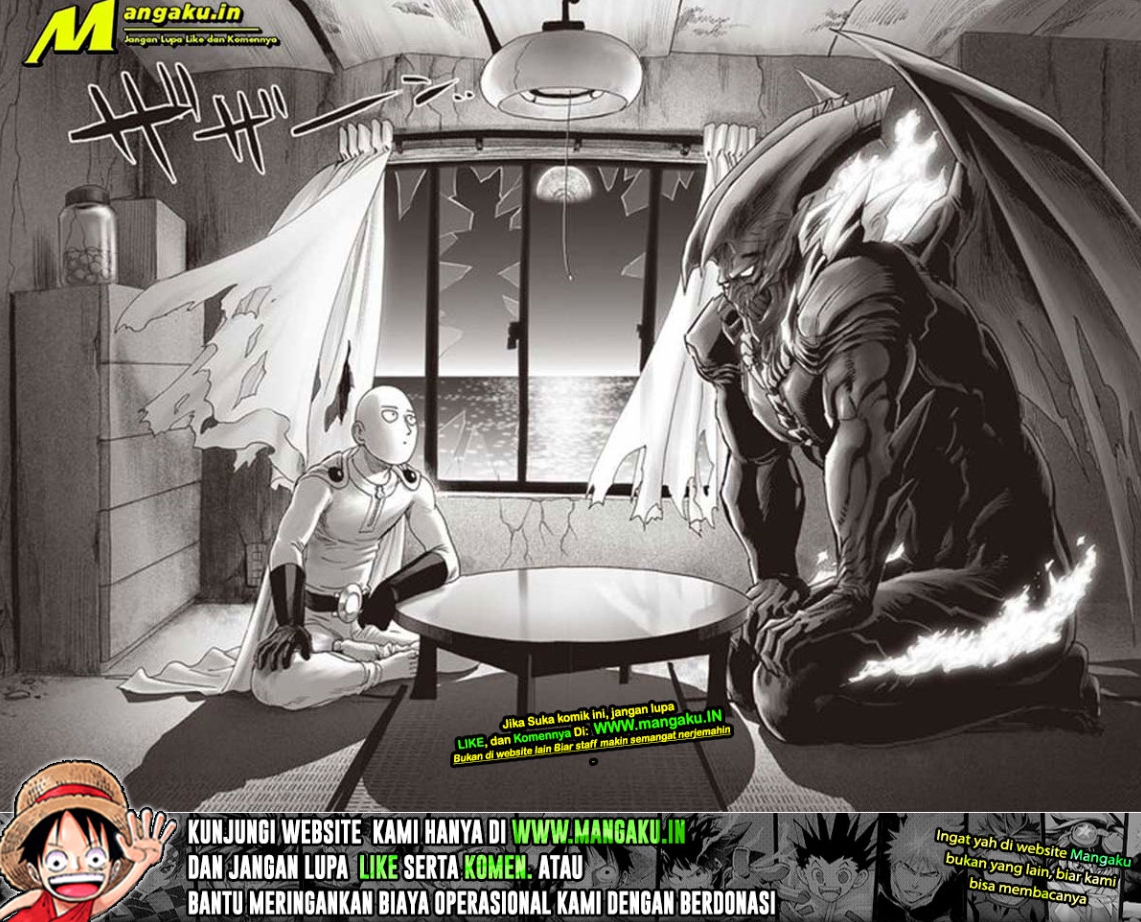 Mangaku.in
Jangan Lupa Like dan Komennya
ザザーン…
Jika Suka komik ini, jangan lupa
LIKE, dan Komennya Di: WWW.mangaku.IN
Bukan di website lain Biar staff makin semangat nerjemahin
KUNJUNGI WEBSITE KAMI HANYA DI WWW.MANGAKU.IN
DAN JANGAN LUPA LIKE SERTA KOMEN. ATAU
BANTU MERINGANKAN BIAYA OPERASIONAL KAMI DENGAN BERDONASI
Ingat yah di website Mangaku
bukan yang lain, biar kami
bisa membacanya